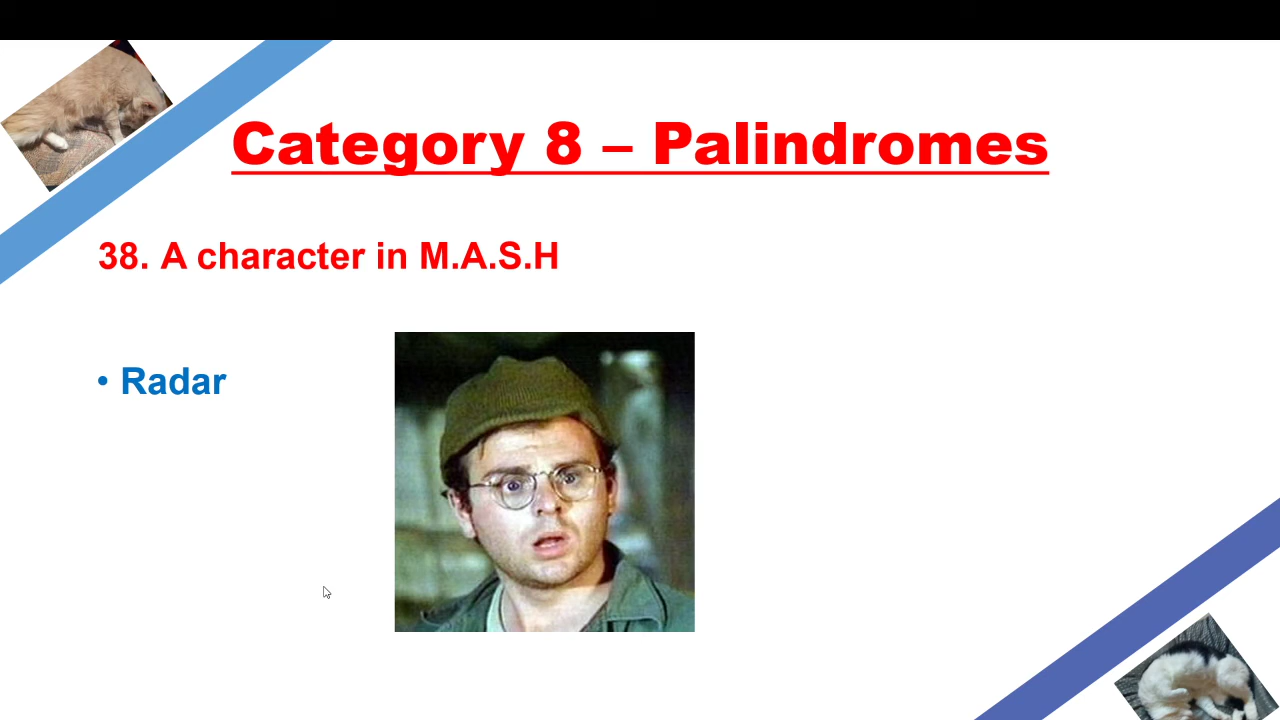 Category 8 – Palindromes
38. A character in M.A.S.H
• Radar